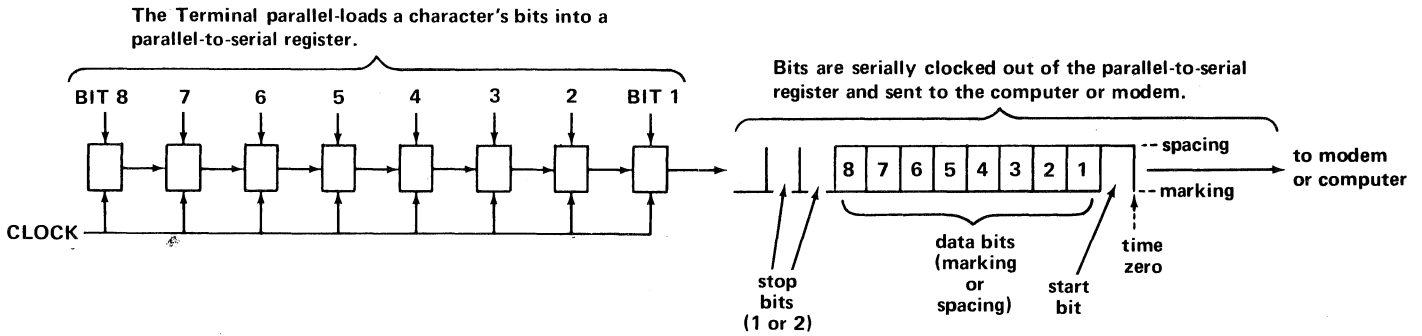 The Terminal parallel-loads a character's bits into a
parallel-to-serial register.
BIT 8 7 6 5 4 3 2 BIT 1
CLOCK
Bits are serially clocked out of the parallel-to-serial
register and sent to the computer or modem.
spacing
8 7 6 5 4 3 2 1
marking
to modem
or computer
data bits
(marking
or
spacing)
time
zero
start
bit
stop
bits
(1 or 2)